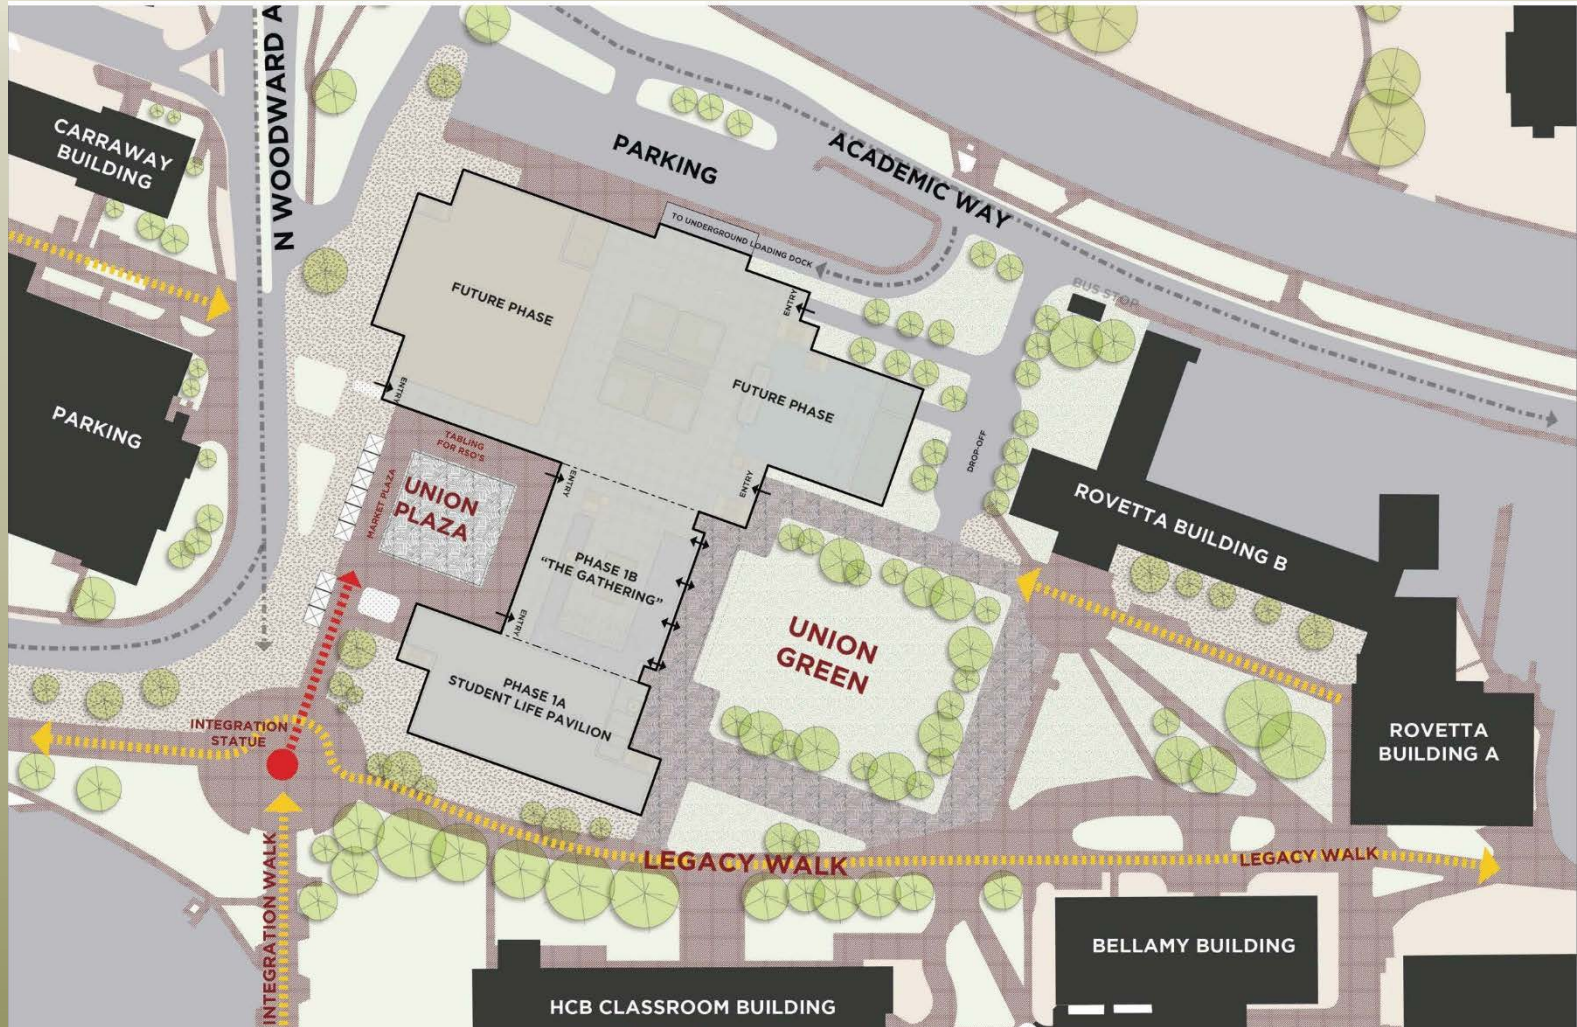 N WOODWARD A
CARRAWAY
BUILDING
PARKING
ACADEMIC WAY
TO UNDERGROUND LOADING DOCK
BUS STOP
FUTURE PHASE
ENTRY
FUTURE PHASE
ENTRY
PARKING
TABLING
FOR RSO'S
MARKET PLAZA
UNION
PLAZA
ENTRY
ENTRY
DROP-OFF
ROVETTA BUILDING B
PHASE 1B
"THE GATHERING"
ENTRY
UNION
GREEN
PHASE 1A
STUDENT LIFE PAVILION
INTEGRATION
STATUE
ROVETTA
BUILDING A
INTEGRATION WALK
LEGACY WALK
LEGACY WALK
BELLAMY BUILDING
HCB CLASSROOM BUILDING